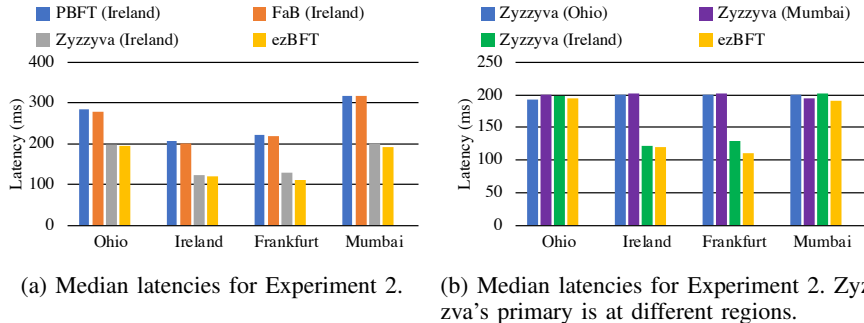 PBFT (Ireland) FaB (Ireland)
Zyzzyva (Ireland) ezBFT
400
300
200
100
0
Latency (ms)
Ohio Ireland Frankfurt Mumbai
(a) Median latencies for Experiment 2.
Zyzzyva (Ohio) Zyzzyva (Mumbai)
Zyzzyva (Ireland) ezBFT
250
200
150
100
50
0
Latency (ms)
Ohio Ireland Frankfurt Mumbai
(b) Median latencies for Experiment 2. Zyz
zva's primary is at different regions.